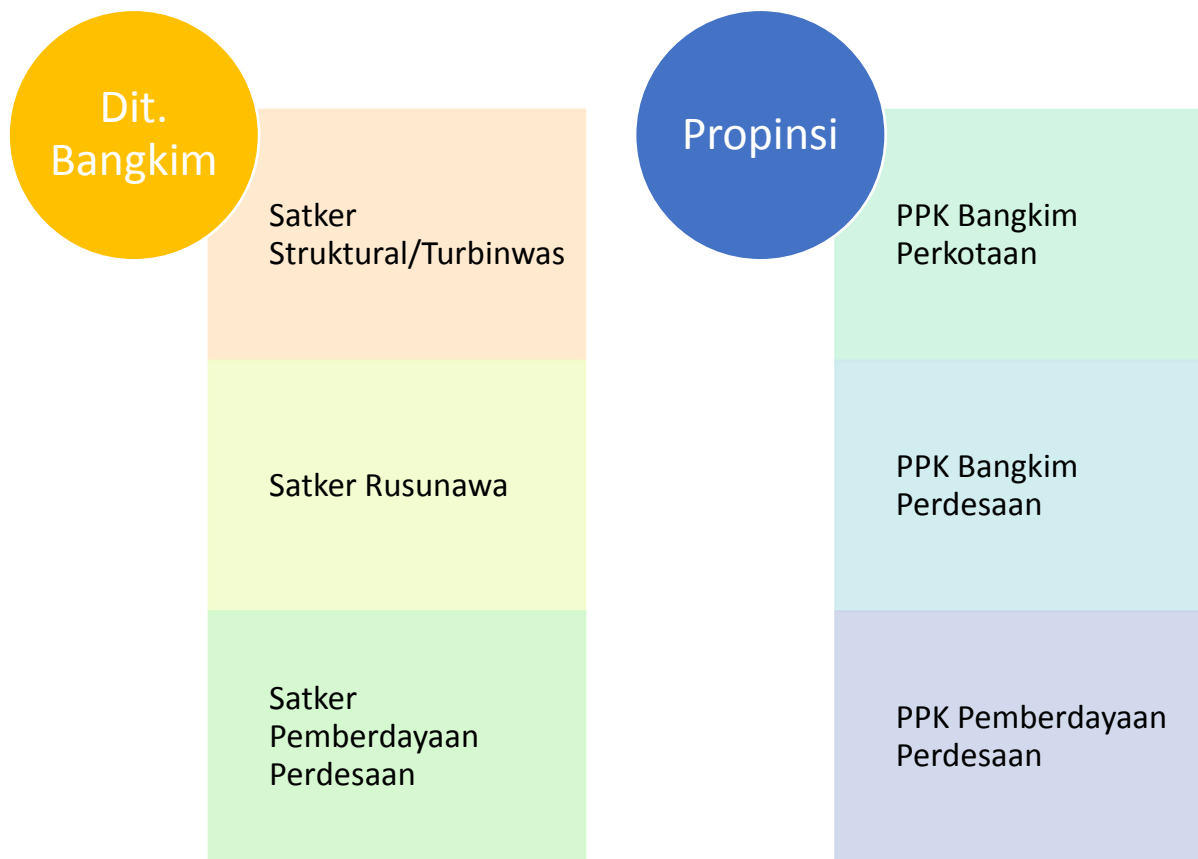 Dit.
Bangkim
Satker
Struktural/Turbinwas
Satker Rusunawa
Satker
Pemberdayaan
Perdesaan
Propinsi
PPK Bangkim
Perkotaan
PPK Bangkim
Perdesaan
PPK Pemberdayaan
Perdesaan